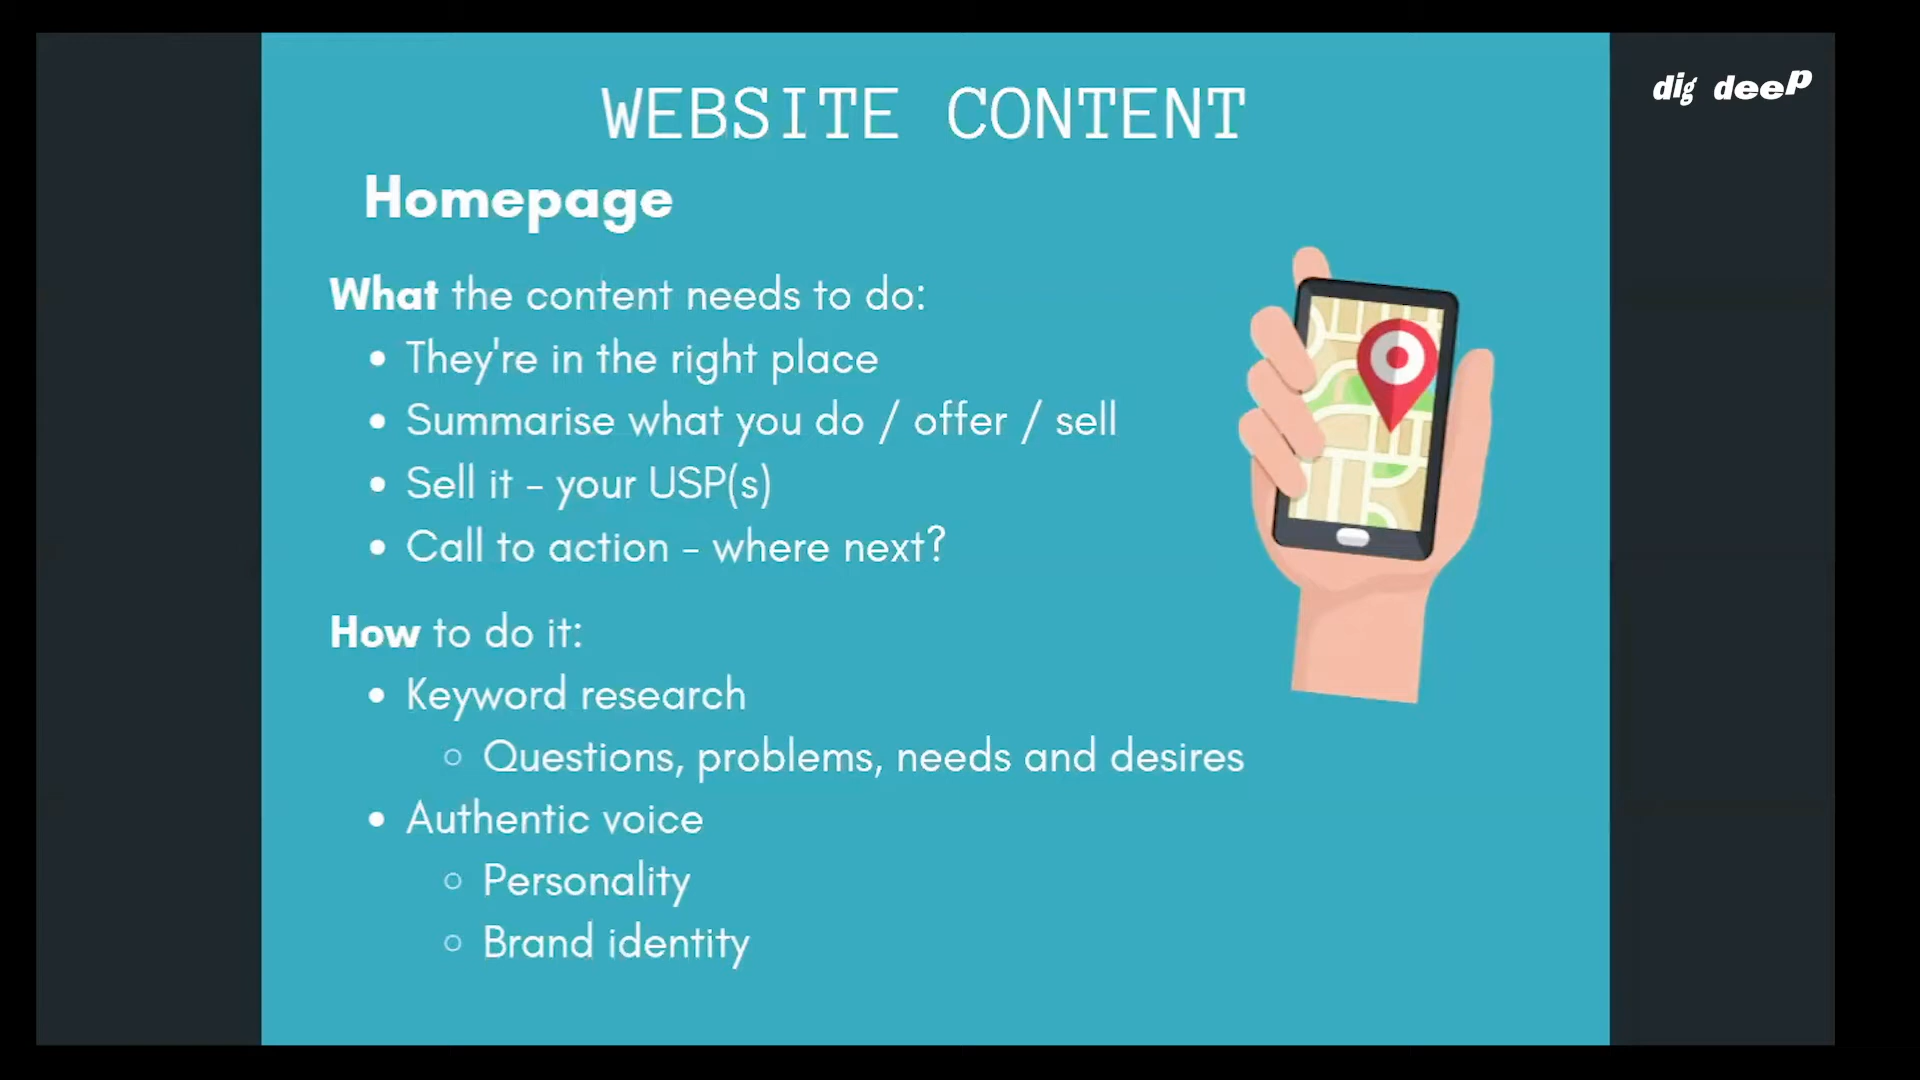 WEBSITE CONTENT
dig deep
Homepage
What the content needs to do:
• They're in the right place
• Summarise what you do / offer / sell
• Sell it - your USP(s)
• Call to action - where next?
How to do it:
• Keyword research
○ Questions, problems, needs and desires
• Authentic voice
○ Personality
○ Brand identity